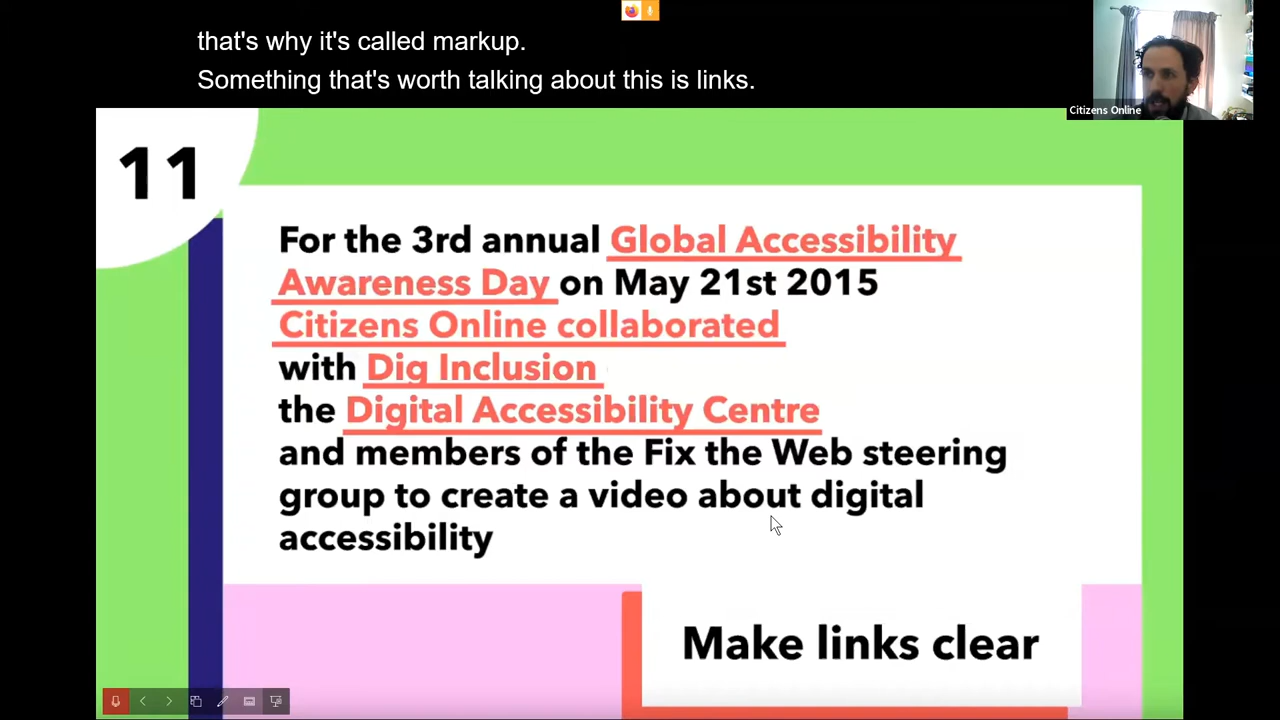 that's why it's called markup.
Something that's worth talking about this is links.
Citizens Online
11
For the 3rd annual Global Accessibility
Awareness Day on May 21st 2015
Citizens Online collaborated
with Dig Inclusion
the Digital Accessibility Centre
and members of the Fix the Web steering
group to create a video about digital
accessibility
Make links clear